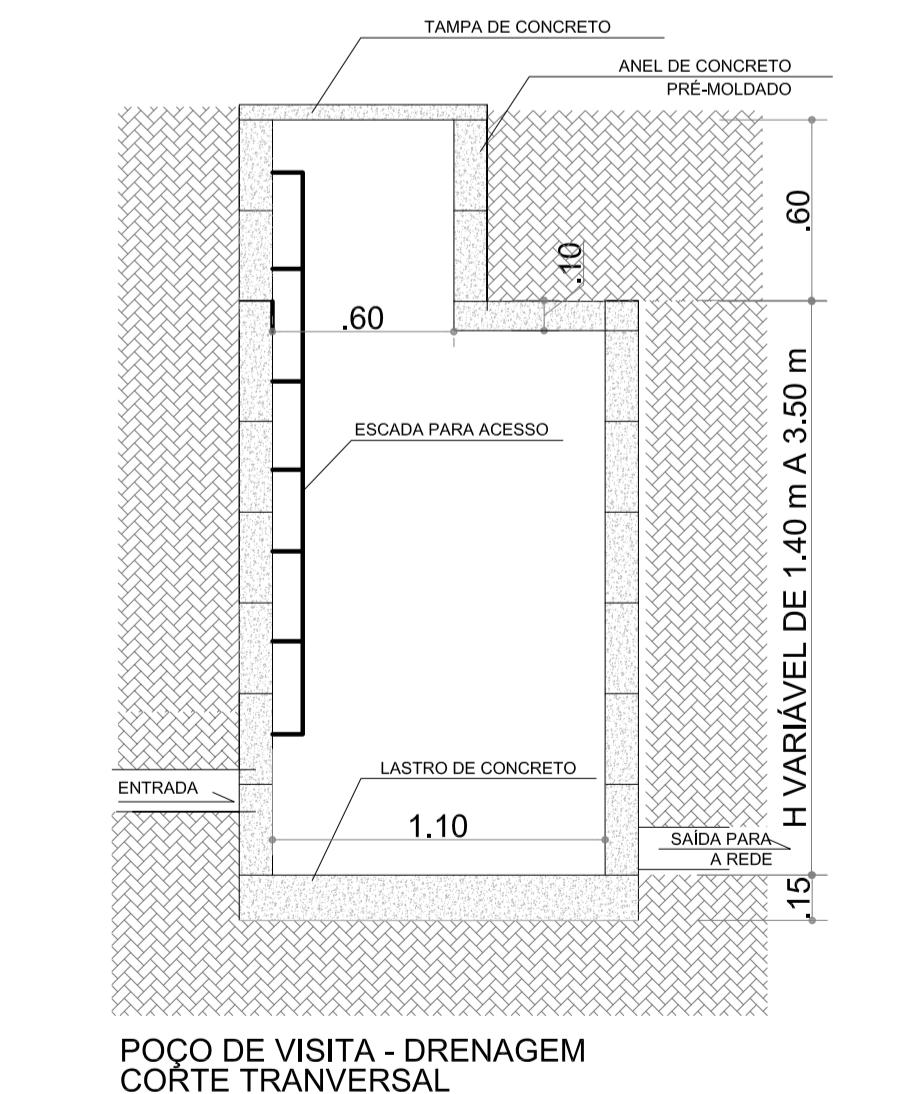 TAMPA DE CONCRETO
ANEL DE CONCRETO
PRÉ-MOLDADO
.60
.10
.60
ESCADA PARA ACESSO
H VARIÁVEL DE 1.40 m A 3.50 m
LASTRO DE CONCRETO
ENTRADA
1.10
SAÍDA PARA
A REDE
.15
POÇO DE VISITA - DRENAGEM
CORTE TRANVERSAL